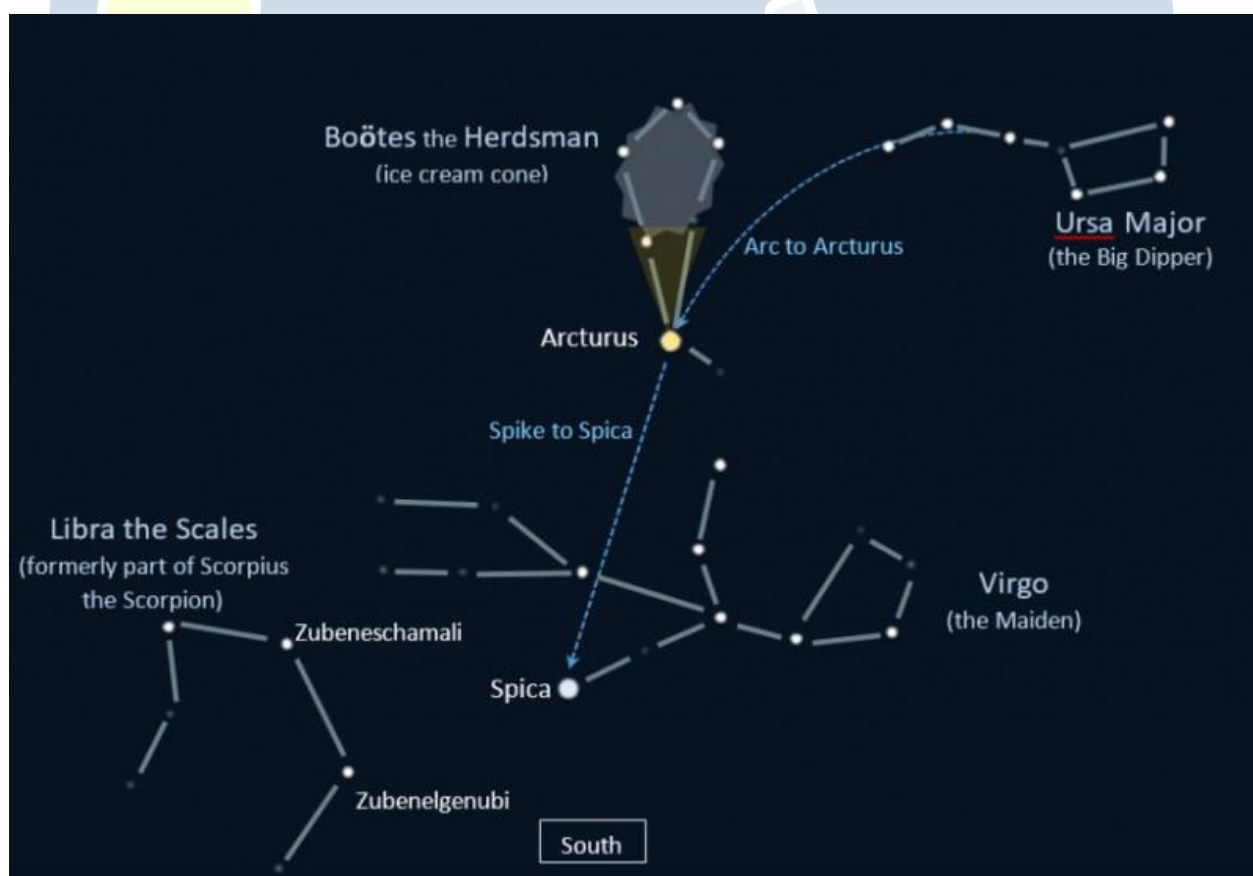 Boötes the Herdsman
(ice cream cone)
Arc to Arcturus
Ursa Major
(the Big Dipper)
Arcturus
Spike to Spica
Libra the Scales
(formerly part of Scorpius
the Scorpion)
Virgo
(the Maiden)
Zubeneschamali
Spica
Zubenelgenubi
South